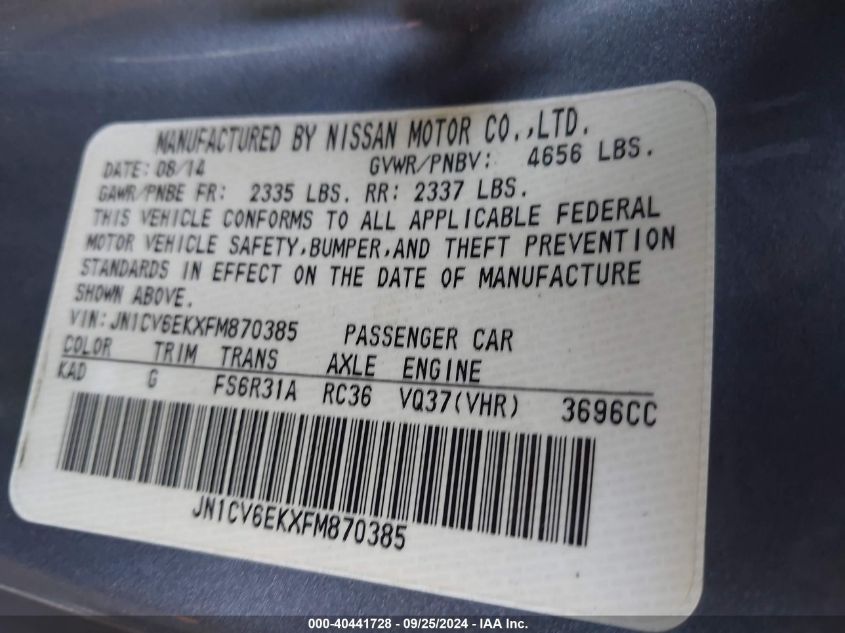 MANUFACTURED BY NISSAN MOTOR CO.,LTD.
DATE: 08/14 GVWR/PNBV: 4656 LBS.
GAWR/PNBE FR: 2335 LBS. RR: 2337 LBS.
THIS VEHICLE CONFORMS TO ALL APPLICABLE FEDERAL
MOTOR VEHICLE SAFETY,BUMPER,AND THEFT PREVENTION
STANDARDS IN EFFECT ON THE DATE OF MANUFACTURE
SHOWN ABOVE.
VIN: JN1CV6EKXFM870385 PASSENGER CAR
COLOR TRIM TRANS AXLE ENGINE
KAD G FS6R31A RC36 VQ37(VHR) 3696CC
JN1CV6EKXFM870385
000-40441728 - 09/25/2024 - IAA Inc.